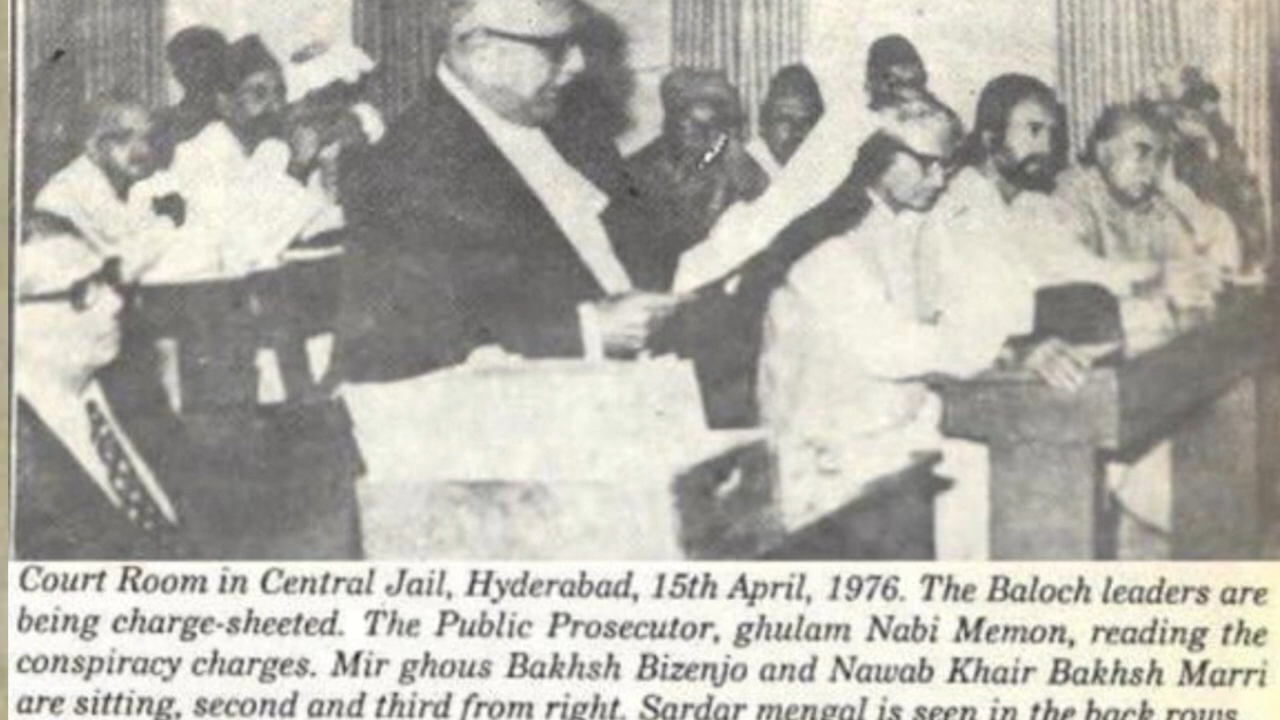 Court Room in Central Jail, Hyderabad, 15th April, 1976. The Baloch leaders are
being charge-sheeted. The Public Prosecutor, ghulam Nabi Memon, reading the
conspiracy charges. Mir ghous Bakhsh Bizenjo and Nawab Khair Bakhsh Marri
are sitting, second and third from right. Sardar mengal is seen in the back rows.